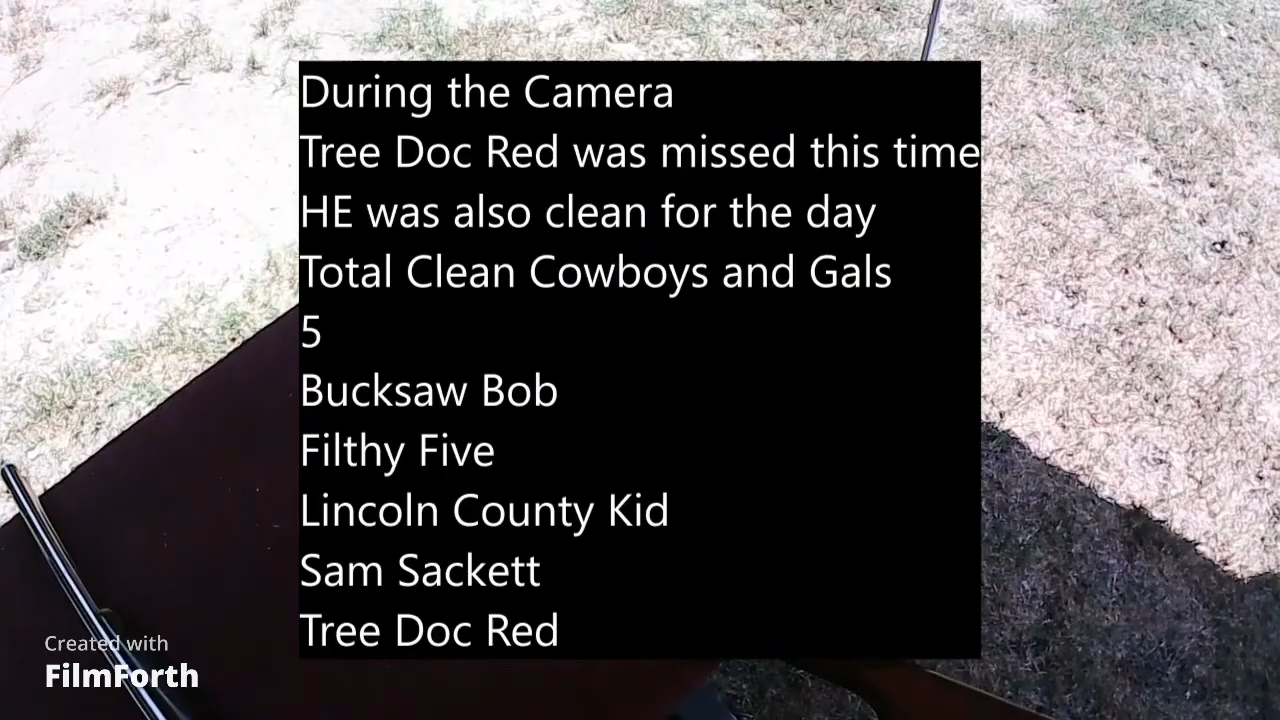 During the Camera
Tree Doc Red was missed this time
HE was also clean for the day
Total Clean Cowboys and Gals
5
Bucksaw Bob
Filthy Five
Lincoln County Kid
Sam Sackett
Tree Doc Red
Created with
FilmForth